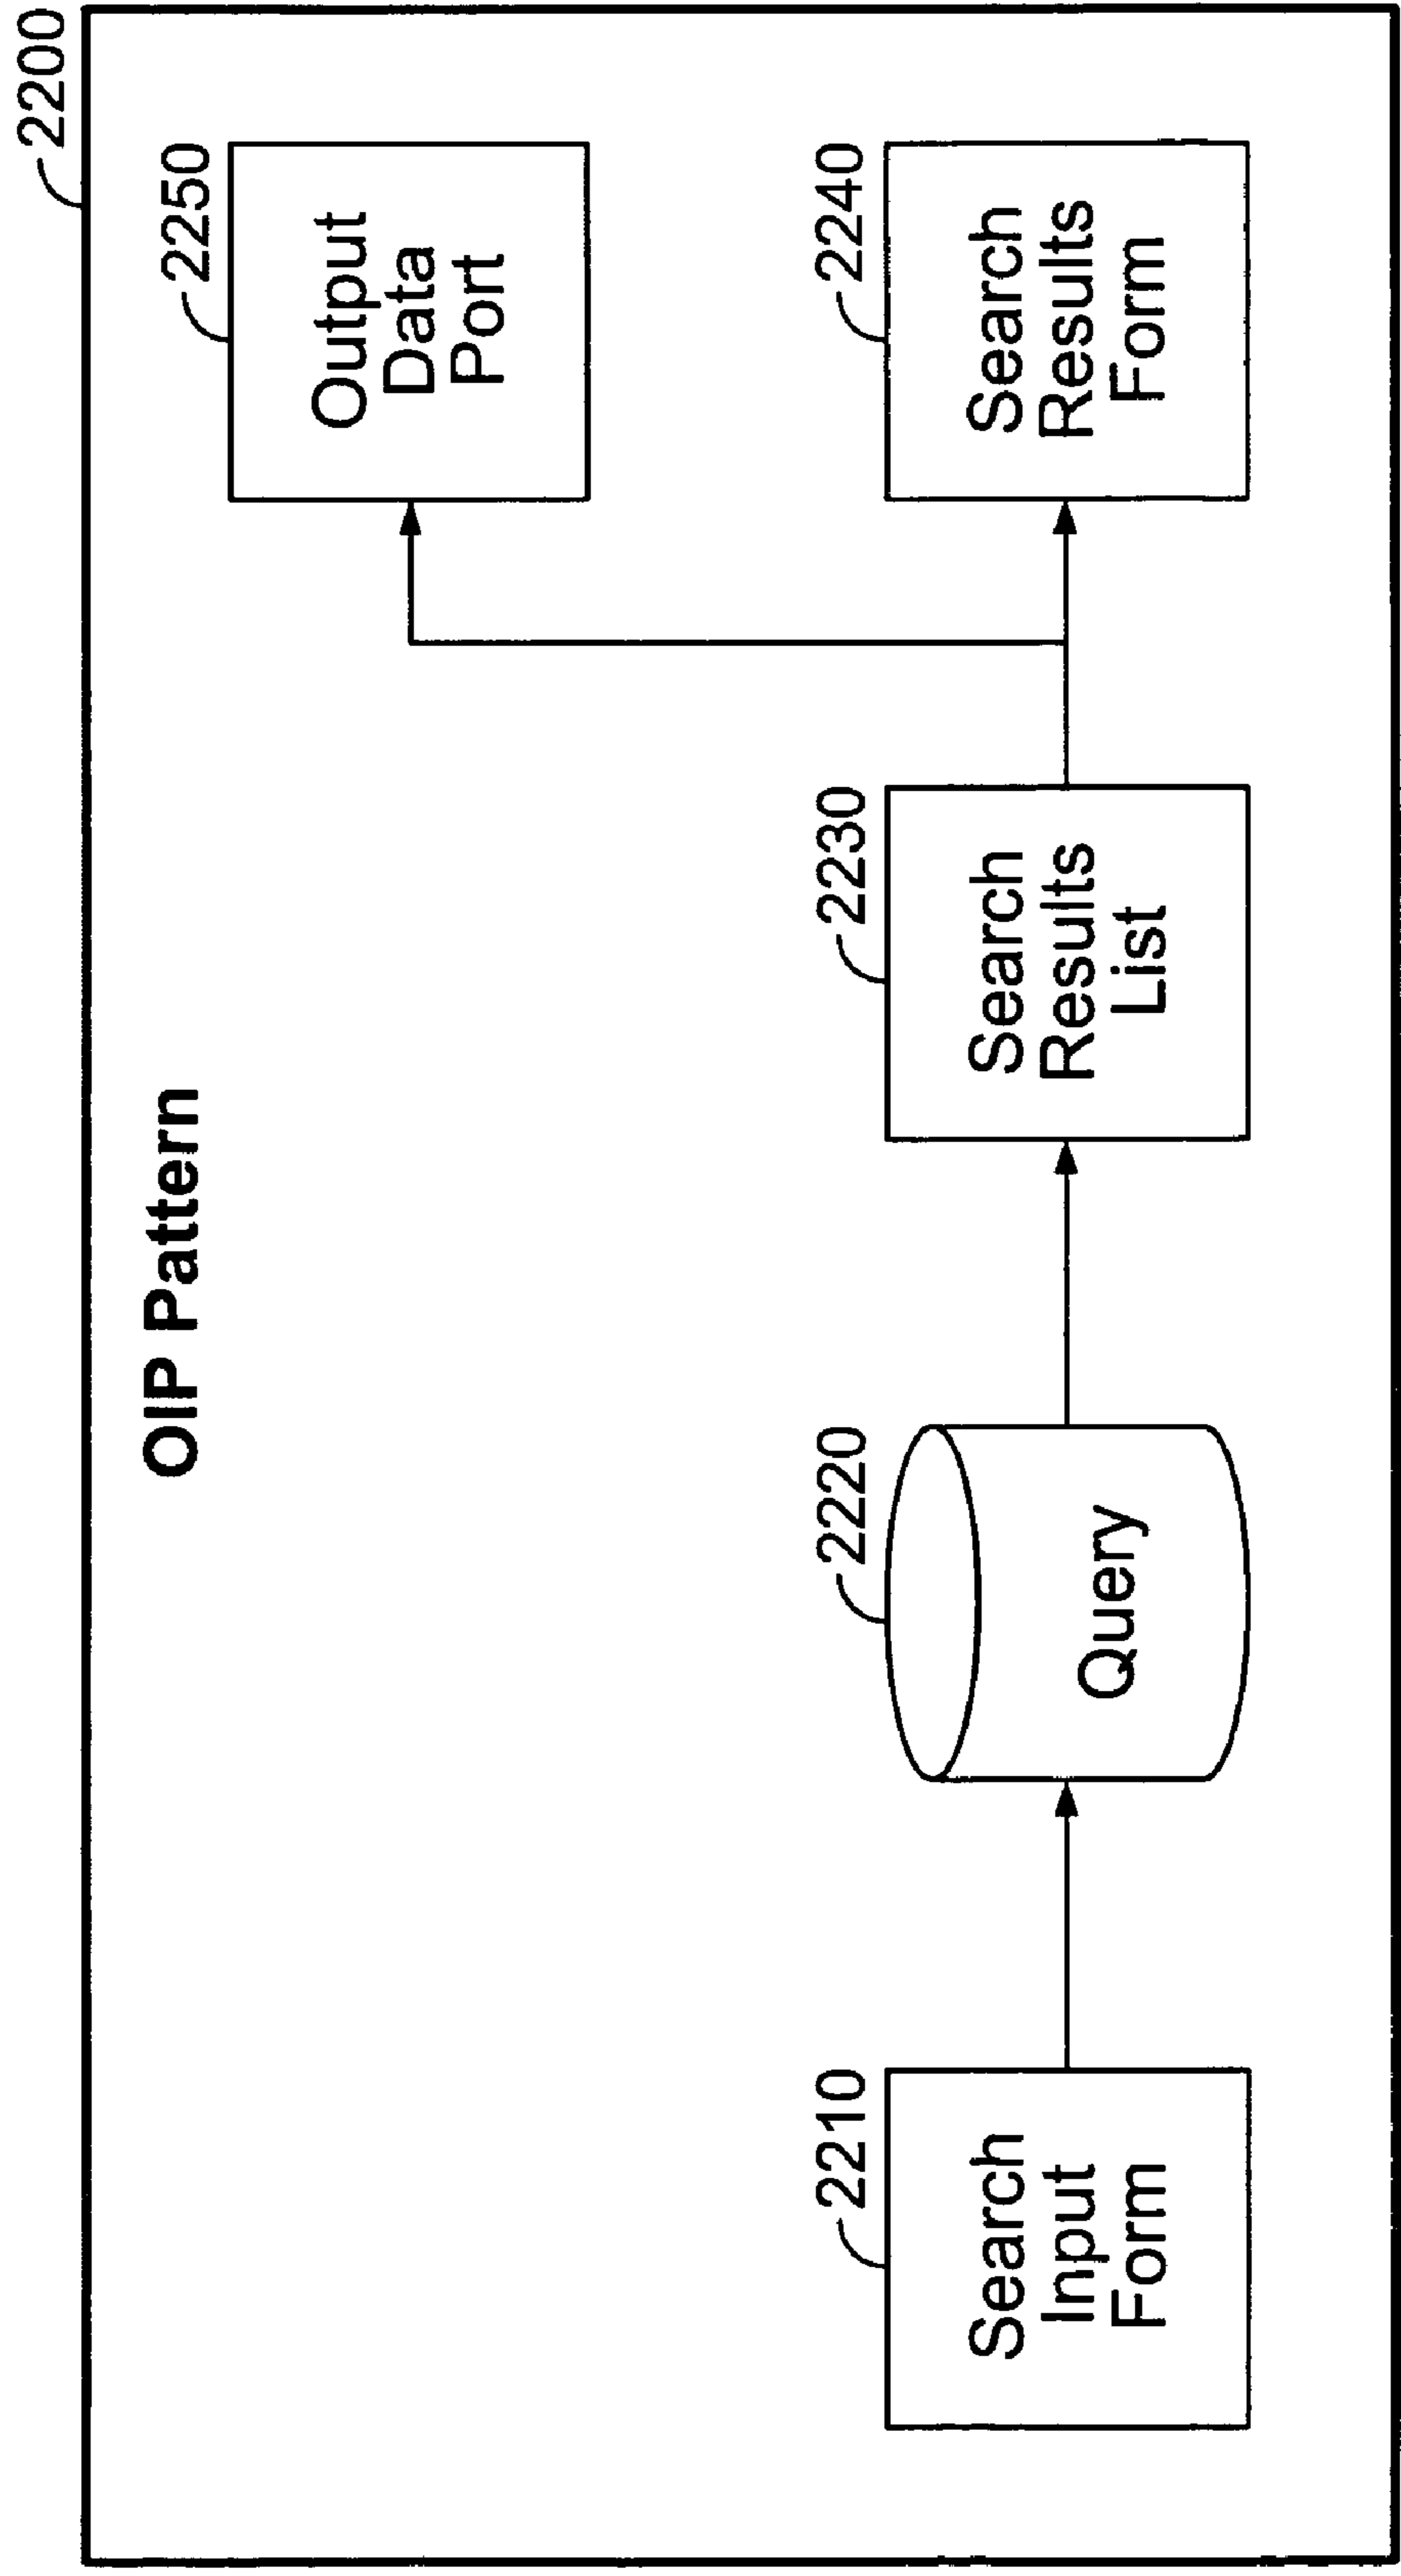 2200
OIP Pattern
2250
Output
Data
Port
2210
Search
Input
Form
2220
Query
2230
Search
Results
List
2240
Search
Results
Form